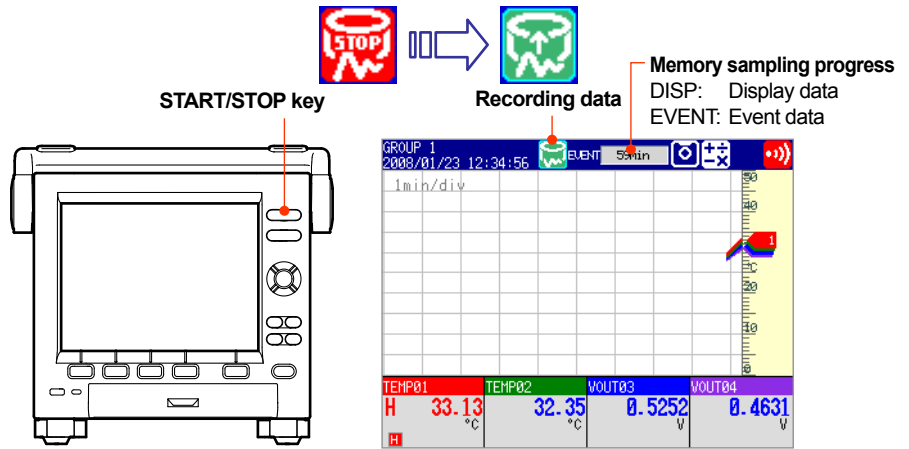 STOP
START/STOP key
Recording data
Memory sampling progress
DISP: Display data
EVENT: Event data
GROUP 1
2008/01/23 12:34:56
EVENT
59min
1min/div
50
40
°C
20
10
0
1
TEMP01
TEMP02
VOUT03
VOUT04
H 33.13
32.35
0.5252
0.4631
°C
°C
V
V
H